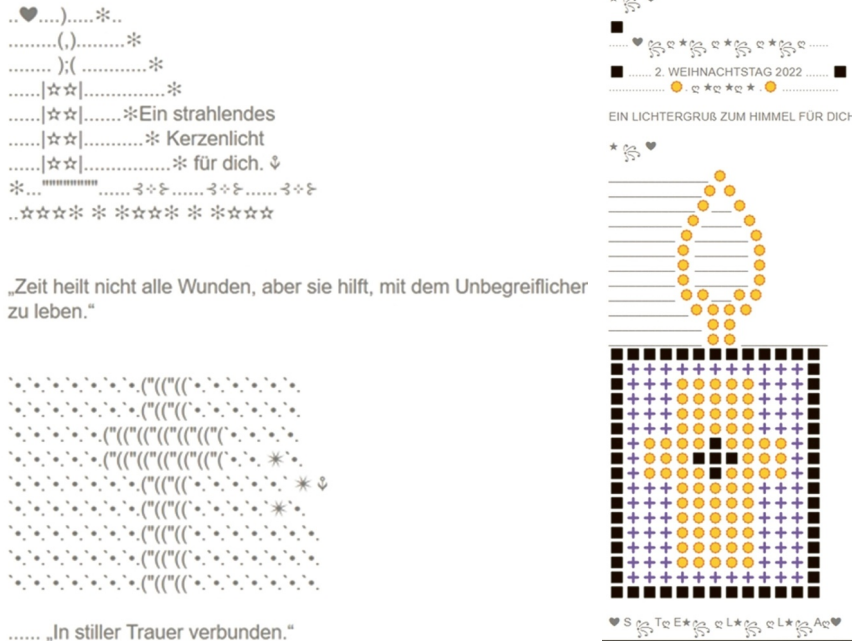 Ein strahlendes
Kerzenlicht
für dich.
„Zeit heilt nicht alle Wunden, aber sie hilft, mit dem Unbegreiflicher
zu leben.“
...... „In stiller Trauer verbunden.“
...... 2. WEIHNACHTSTAG 2022 ......
EIN LICHTERGRUß ZUM HIMMEL FÜR DICH
S T E L L A